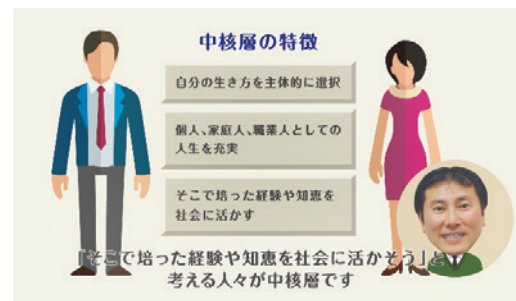 中核層の特徴
自分の生き方を主体的に選択
個人、家庭人、職業人としての
人生を充実
そこで培った経験や知恵を
社会に活かす
「そこで培った経験や知恵を社会に活かそう」と
考える人々が中核層です